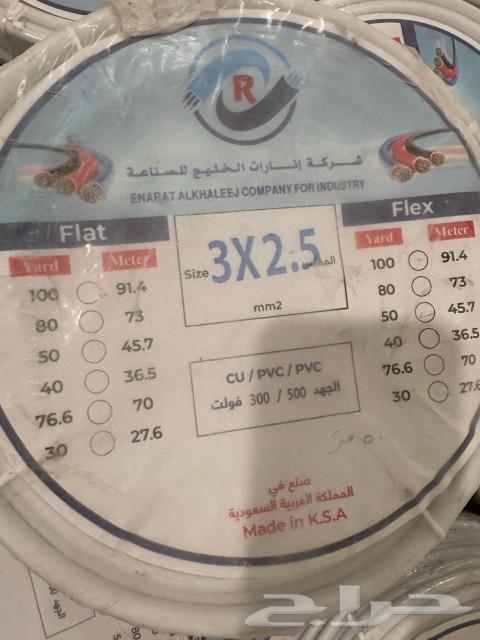 R
شركة إنارات الخليج للصناعة
ENARAT ALKHALEEJ COMPANY FOR INDUSTRY
Flat
Yard Meter
100 91.4
80 73
50 45.7
40 36.5
76.6 70
30 27.6
Size 3X2.5 المقاس
mm2
CU / PVC / PVC
الجهد 500 / 300 فولت
Flex
Yard Meter
100 91.4
80 73
50 45.7
40 36.5
76.6 70
30 27.6
صنع في
المملكة العربية السعودية
Made in K.S.A
حراج